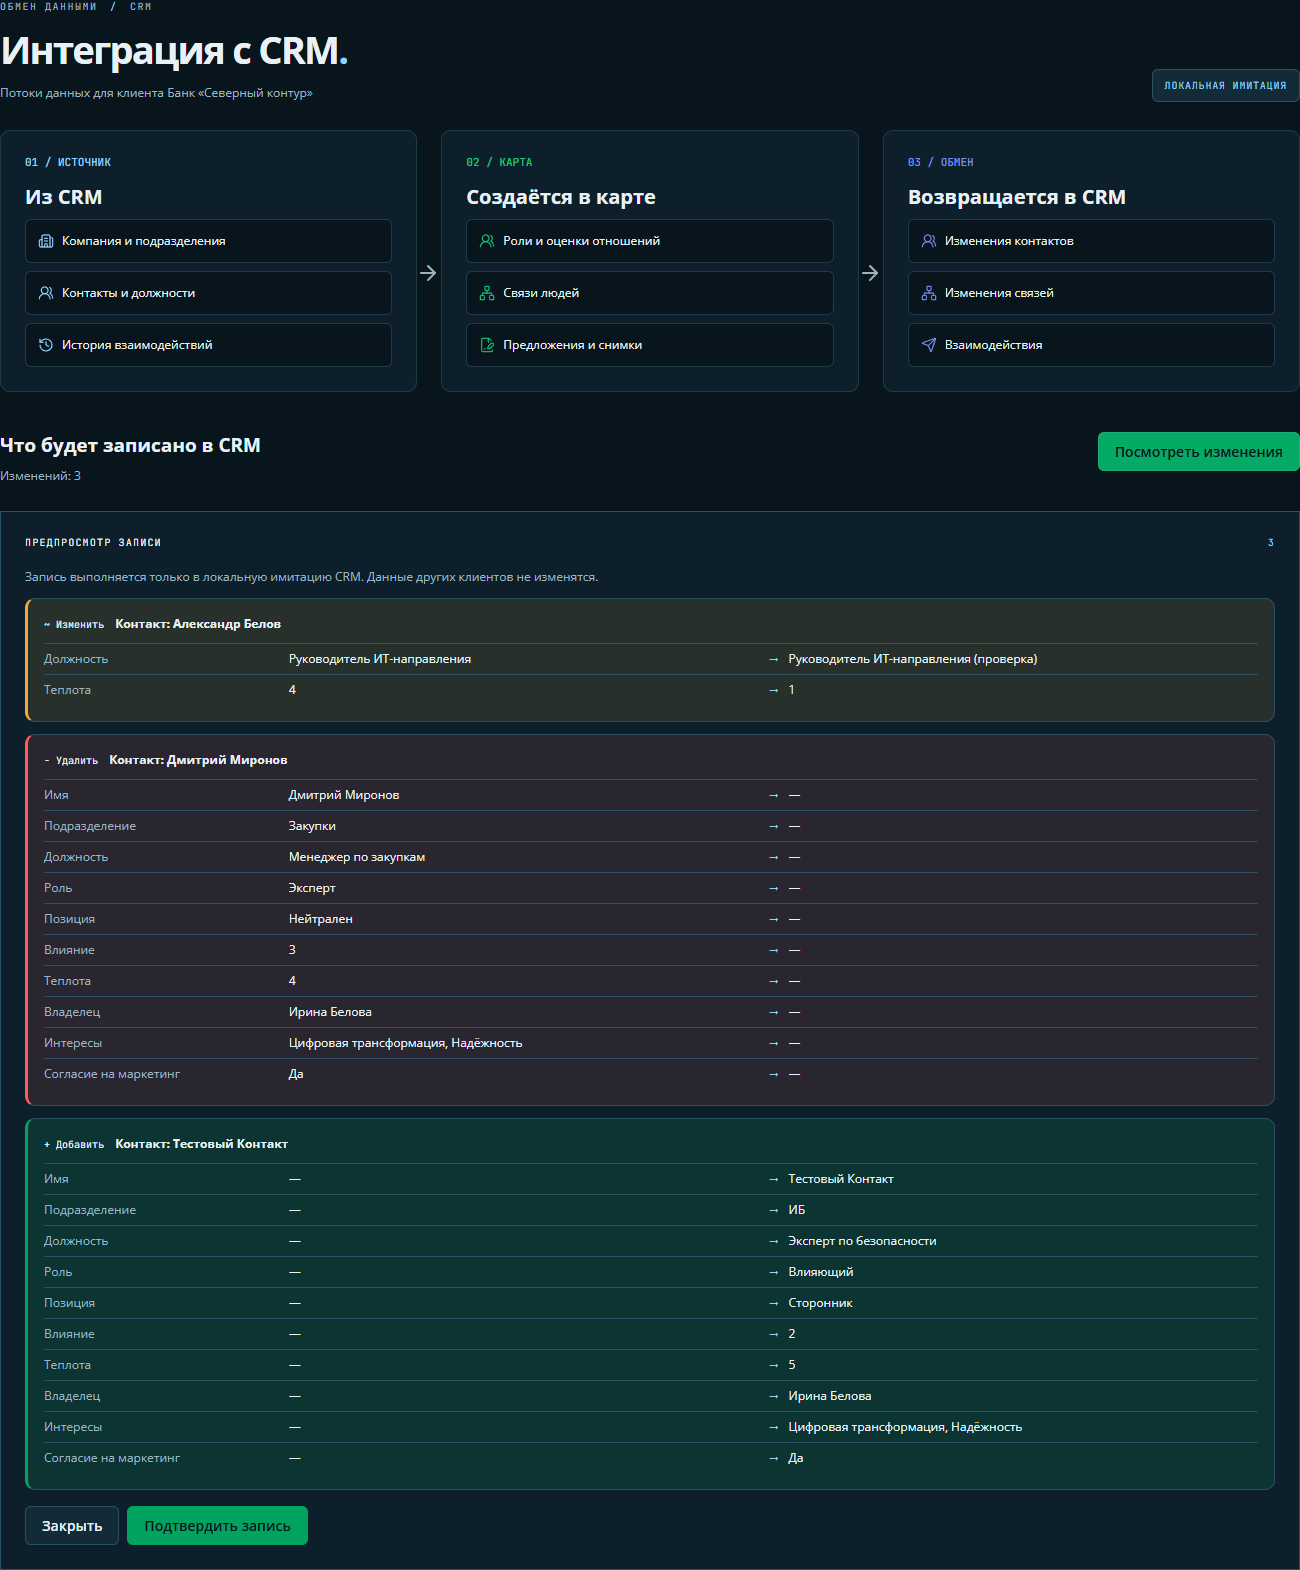 ОБМЕН ДАННЫМИ / CRM
Интеграция с CRM.
Потоки данных для клиента Банк «Северный контур»
ЛОКАЛЬНАЯ ИМИТАЦИЯ
01 / ИСТОЧНИК
Из CRM
Компания и подразделения
Контакты и должности
История взаимодействий
02 / КАРТА
Создаётся в карте
Роли и оценки отношений
Связи людей
Предложения и снимки
03 / ОБМЕН
Возвращается в CRM
Изменения контактов
Изменения связей
Взаимодействия
Что будет записано в CRM
Изменений: 3
Посмотреть изменения
ПРЕДПРОСМОТР ЗАПИСИ 3
Запись выполняется только в локальную имитацию CRM. Данные других клиентов не изменятся.
~ Изменить Контакт: Александр Белов
Должность Руководитель ИТ-направления → Руководитель ИТ-направления (проверка)
Теплота 4 → 1
- Удалить Контакт: Дмитрий Миронов
Имя Дмитрий Миронов → —
Подразделение Закупки → —
Должность Менеджер по закупкам → —
Роль Эксперт → —
Позиция Нейтрален → —
Влияние 3 → —
Теплота 4 → —
Владелец Ирина Белова → —
Интересы Цифровая трансформация, Надёжность → —
Согласие на маркетинг Да → —
+ Добавить Контакт: Тестовый Контакт
Имя — → Тестовый Контакт
Подразделение — → ИБ
Должность — → Эксперт по безопасности
Роль — → Влияющий
Позиция — → Сторонник
Влияние — → 2
Теплота — → 5
Владелец — → Ирина Белова
Интересы — → Цифровая трансформация, Надёжность
Согласие на маркетинг — → Да
Закрыть
Подтвердить запись